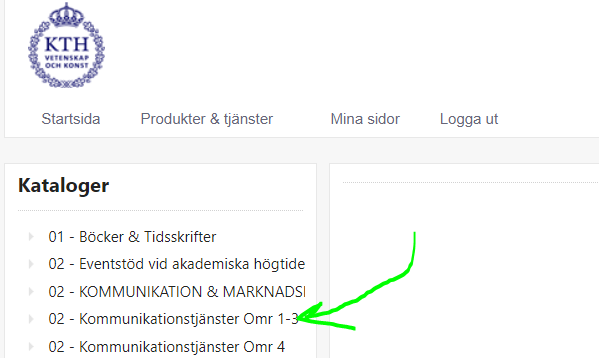 KTH
VETENSKAP
OCH KONST
Startsida Produkter & tjänster Mina sidor Logga ut
Kataloger
01 - Böcker & Tidsskrifter
02 - Eventstöd vid akademiska högtide
02 - KOMMUNIKATION & MARKNADS
02 - Kommunikationstjänster Omr 1-3
02 - Kommunikationstjänster Omr 4